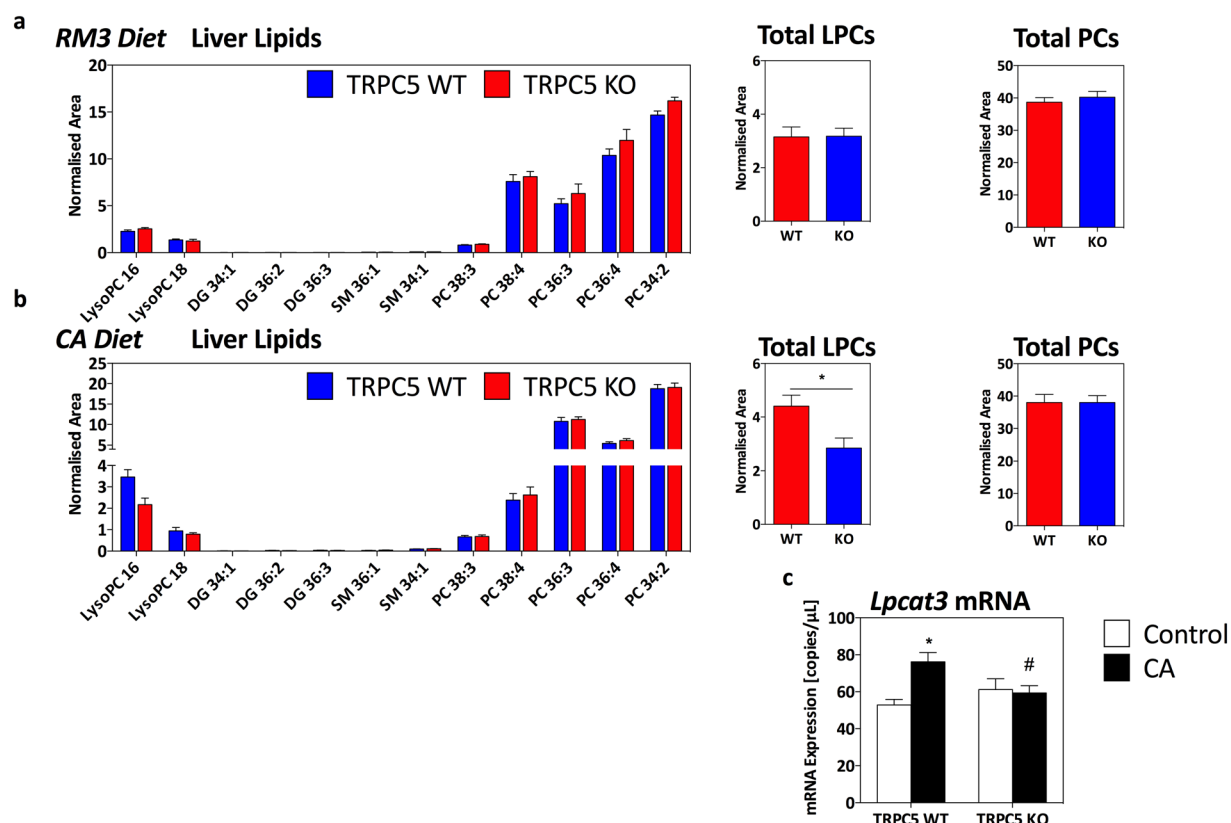 a
RM3 Diet Liver Lipids
TRPC5 WT TRPC5 KO
Normalised Area
20
15
10
5
0
LysoPC 16
LysoPC 18
DG 34:1
DG 36:2
DG 36:3
SM 36:1
SM 34:1
PC 38:3
PC 38:4
PC 36:3
PC 36:4
PC 34:2
Total LPCs
Normalised Area
6
4
2
0
WT KO
Total PCs
Normalised Area
50
40
30
20
10
0
WT KO
b
CA Diet Liver Lipids
TRPC5 WT TRPC5 KO
Normalised Area
25
20
15
10
5
4
3
2
1
0
LysoPC 16
LysoPC 18
DG 34:1
DG 36:2
DG 36:3
SM 36:1
SM 34:1
PC 38:3
PC 38:4
PC 36:3
PC 36:4
PC 34:2
Total LPCs
Normalised Area
6
4
2
0
*
WT KO
Total PCs
Normalised Area
50
40
30
20
10
0
WT KO
c
Lpcat3 mRNA
mRNA Expression [copies/µL]
100
80
60
40
20
0
*
#
TRPC5 WT TRPC5 KO
Control
CA